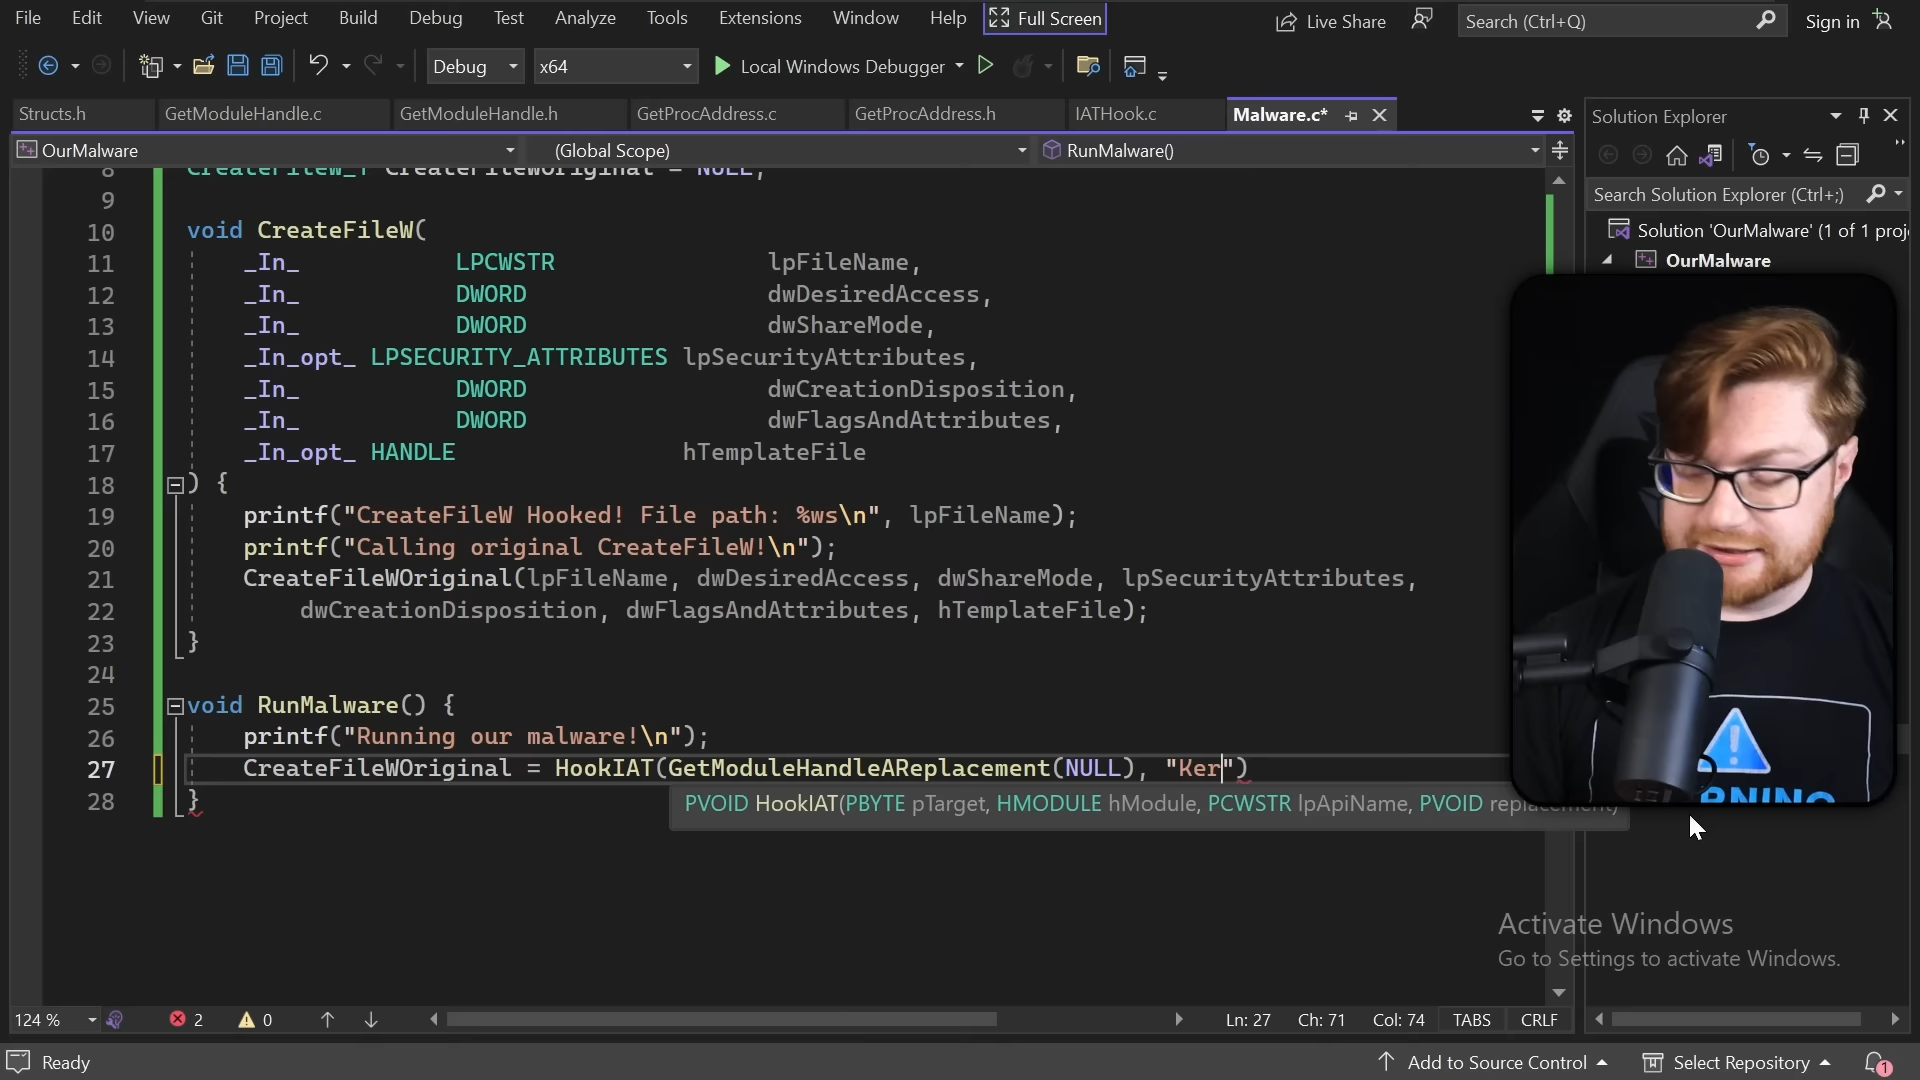 File Edit View Git Project Build Debug Test Analyze Tools Extensions Window Help Full Screen Live Share Search (Ctrl+Q) Sign in
Debug x64 Local Windows Debugger
Structs.h GetModuleHandle.c GetModuleHandle.h GetProcAddress.c GetProcAddress.h IATHook.c Malware.c*
OurMalware (Global Scope) RunMalware()
8 CreateFileW_T CreateFileWOriginal = NULL;
9
10 void CreateFileW(
11 _In_ LPCWSTR lpFileName,
12 _In_ DWORD dwDesiredAccess,
13 _In_ DWORD dwShareMode,
14 _In_opt_ LPSECURITY_ATTRIBUTES lpSecurityAttributes,
15 _In_ DWORD dwCreationDisposition,
16 _In_ DWORD dwFlagsAndAttributes,
17 _In_opt_ HANDLE hTemplateFile
18 ) {
19 printf("CreateFileW Hooked! File path: %ws\n", lpFileName);
20 printf("Calling original CreateFileW!\n");
21 CreateFileWOriginal(lpFileName, dwDesiredAccess, dwShareMode, lpSecurityAttributes,
22 dwCreationDisposition, dwFlagsAndAttributes, hTemplateFile);
23 }
24
25 void RunMalware() {
26 printf("Running our malware!\n");
27 CreateFileWOriginal = HookIAT(GetModuleHandleAReplacement(NULL), "Ker")
28 }
PVOID HookIAT(PBYTE pTarget, HMODULE hModule, PCWSTR lpApiName, PVOID replacement)
Solution Explorer
Search Solution Explorer (Ctrl+;)
Solution 'OurMalware' (1 of 1 proj
OurMalware
Activate Windows
Go to Settings to activate Windows.
124 % 2 0 Ln: 27 Ch: 71 Col: 74 TABS CRLF
Ready Add to Source Control Select Repository 1